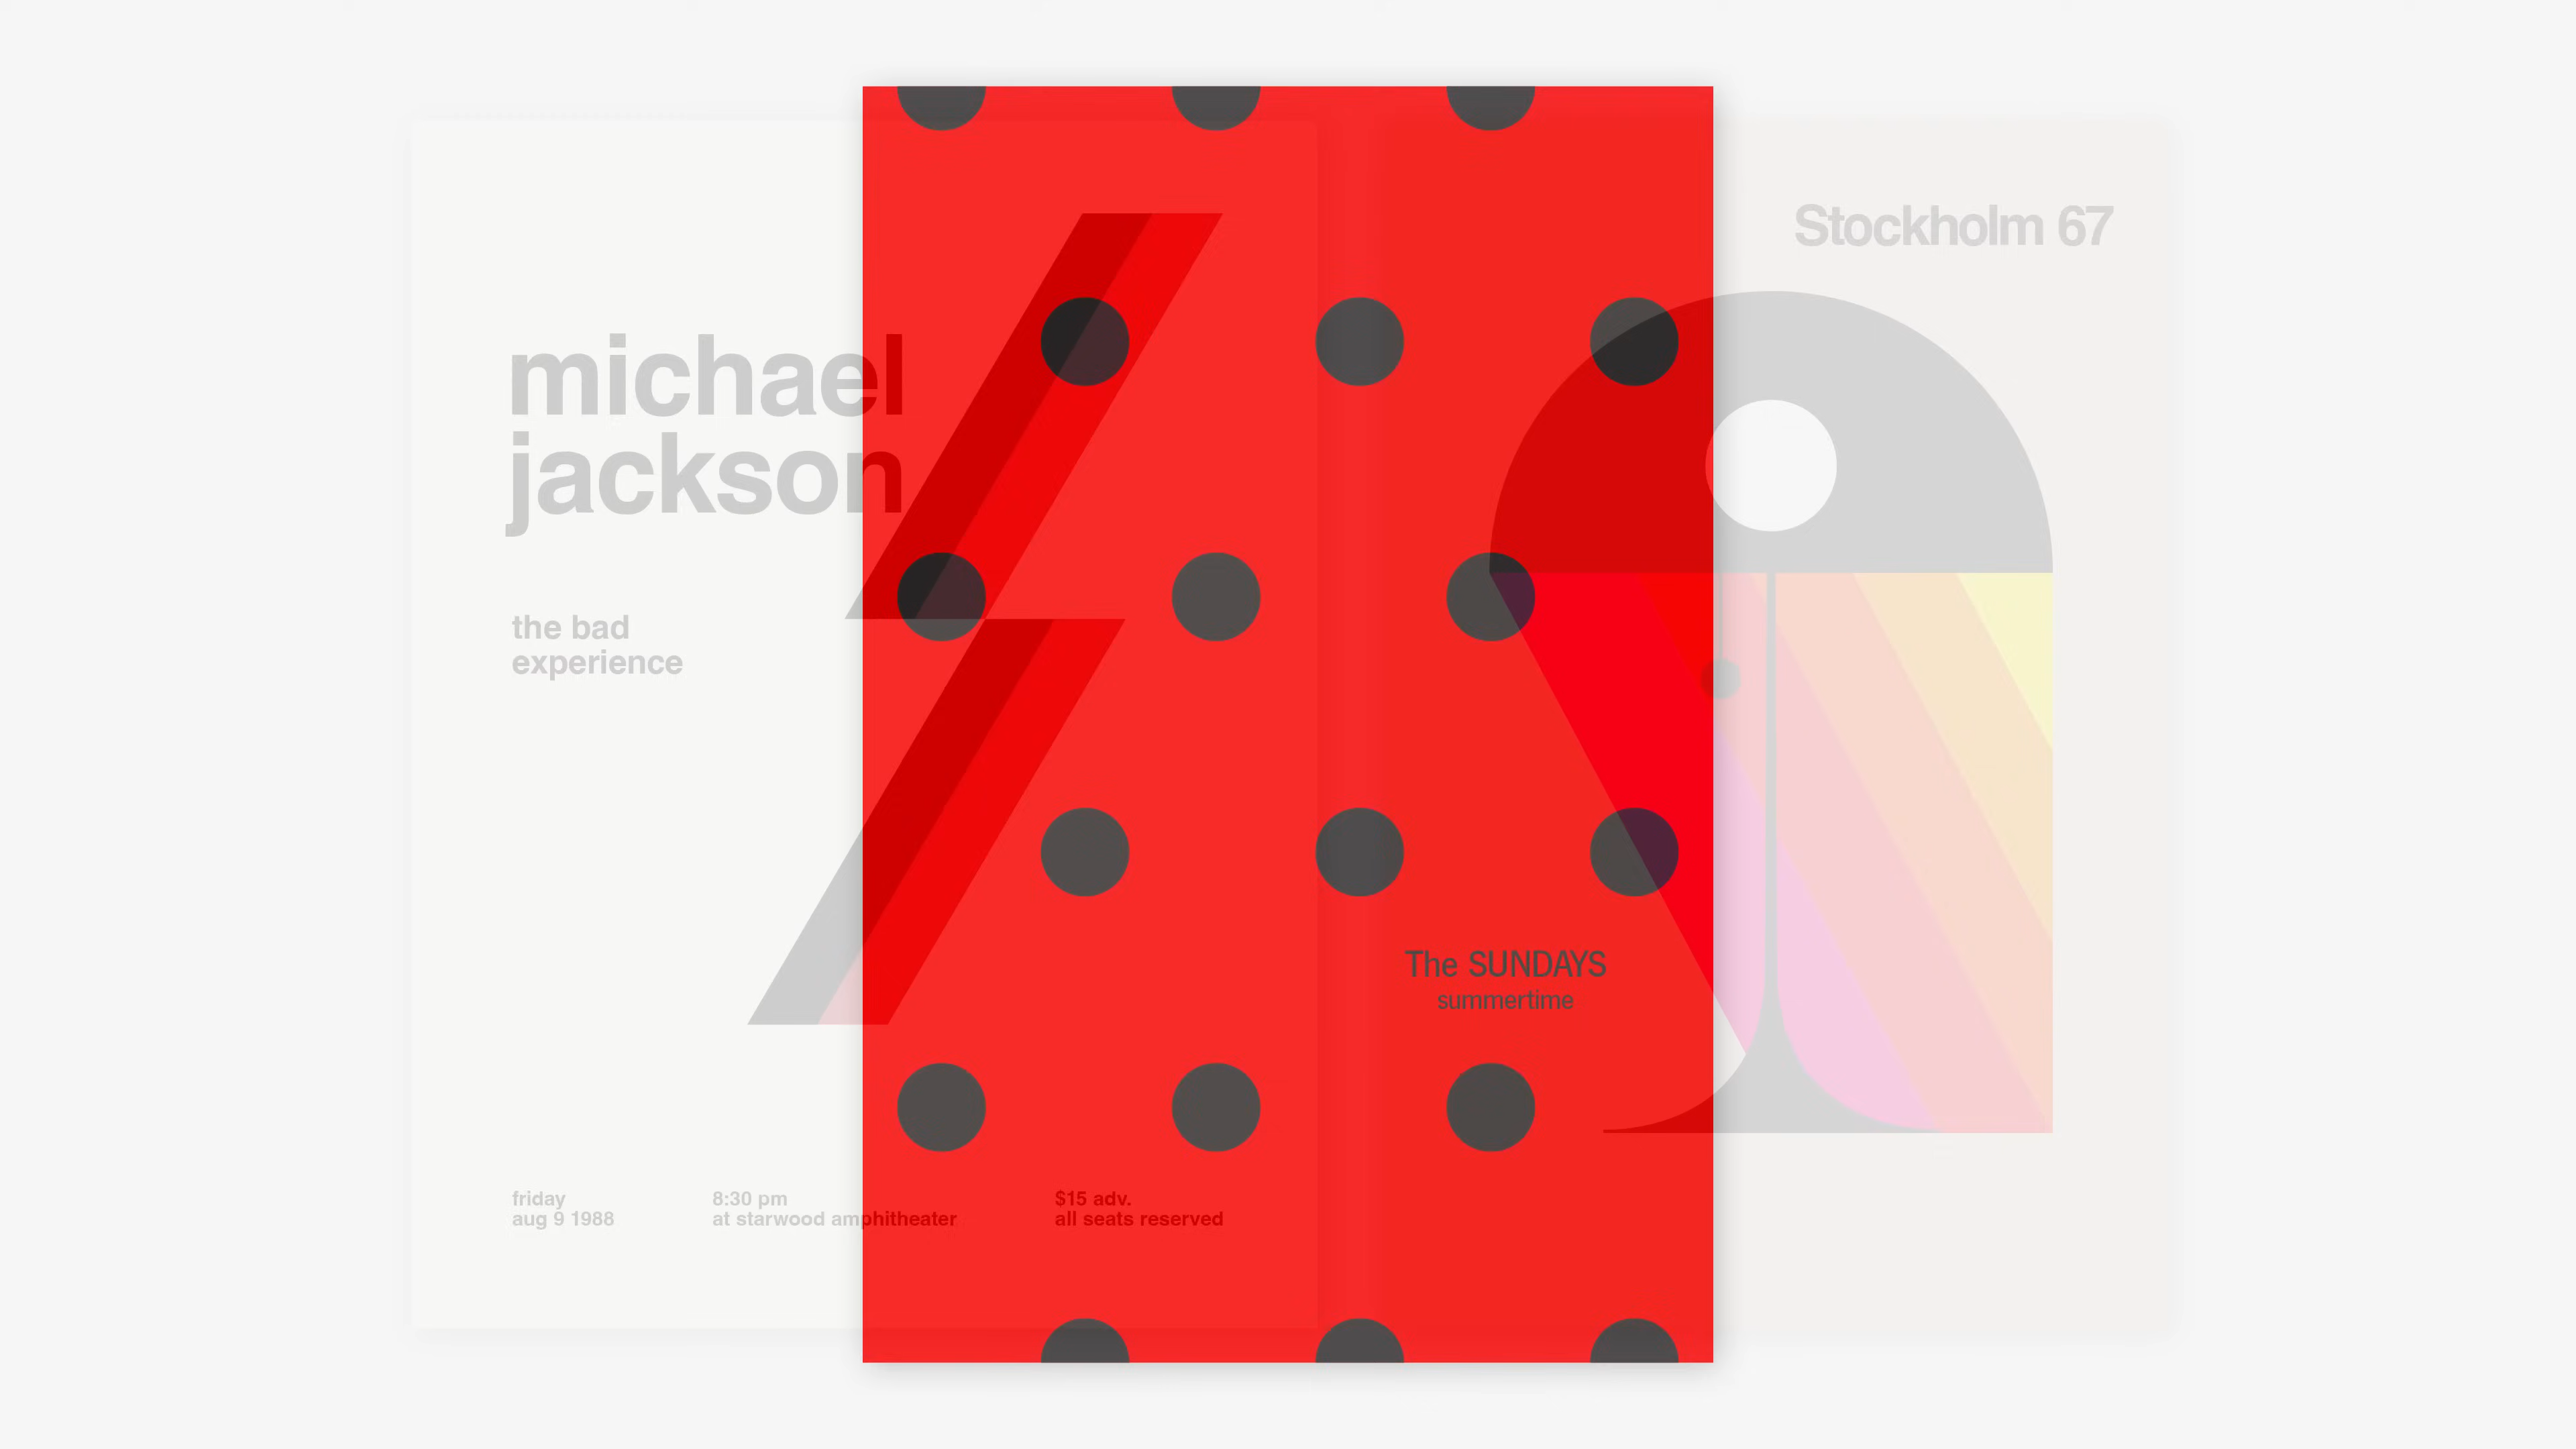 michael
jackson
the bad
experience
friday
aug 9 1988
8:30 pm
at starwood amphitheater
$15 adv.
all seats reserved
The SUNDAYS
summertime
Stockholm 67